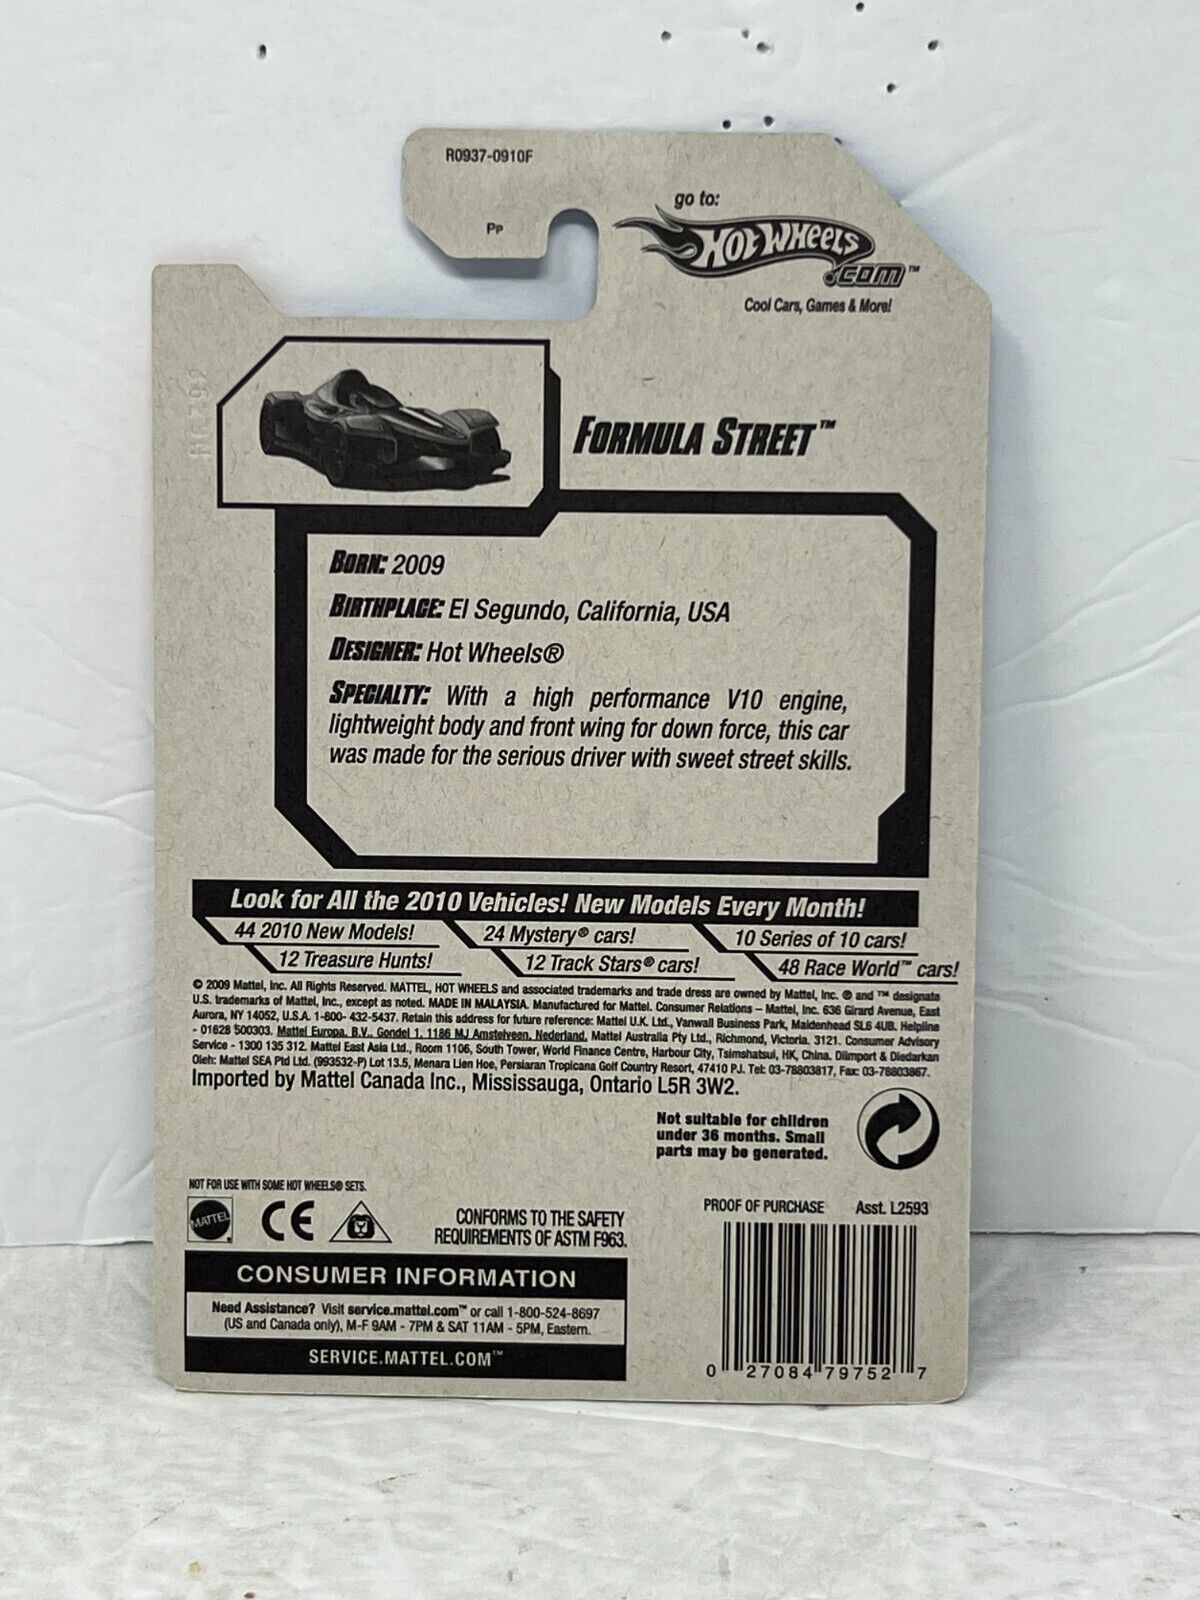 R0937-0910F
PP
go to:
HOT WHEELS
.COM™
Cool Cars, Games & More!
FORMULA STREET™
BORN: 2009
BIRTHPLACE: El Segundo, California, USA
DESIGNER: Hot Wheels®
SPECIALTY: With a high performance V10 engine,
lightweight body and front wing for down force, this car
was made for the serious driver with sweet street skills.
Look for All the 2010 Vehicles! New Models Every Month!
44 2010 New Models!
24 Mystery® cars!
10 Series of 10 cars!
12 Treasure Hunts!
12 Track Stars® cars!
48 Race World™ cars!
© 2009 Mattel, Inc. All Rights Reserved. MATTEL, HOT WHEELS and associated trademarks and trade dress are owned by Mattel, Inc. ® and ™ designate
U.S. trademarks of Mattel, Inc., except as noted. MADE IN MALAYSIA. Manufactured for Mattel. Consumer Relations – Mattel, Inc. 636 Girard Avenue, East
Aurora, NY 14052, U.S.A. 1-800- 432-5437. Retain this address for future reference: Mattel U.K. Ltd., Vanwall Business Park, Maidenhead SL6 4UB. Helpline
- 01628 500303. Mattel Europa, B.V., Gondel 1, 1186 MJ Amstelveen, Nederland. Mattel Australia Pty Ltd., Richmond, Victoria. 3121. Consumer Advisory
Service - 1300 135 312. Mattel East Asia Ltd., Room 1106, South Tower, World Finance Centre, Harbour City, Tsimshatsui, HK, China. Diimport & Diedarkan
Oleh: Mattel SEA Ptd Ltd. (993532-P) Lot 13.5, Menara Lien Hoe, Persiaran Tropicana Golf Country Resort, 47410 PJ. Tel: 03-78803817, Fax: 03-78803867.
Imported by Mattel Canada Inc., Mississauga, Ontario L5R 3W2.
Not suitable for children
under 36 months. Small
parts may be generated.
NOT FOR USE WITH SOME HOT WHEELS® SETS.
MATTEL
CE
CONFORMS TO THE SAFETY
REQUIREMENTS OF ASTM F963.
PROOF OF PURCHASE Asst. L2593
CONSUMER INFORMATION
Need Assistance? Visit service.mattel.com™ or call 1-800-524-8697
(US and Canada only), M-F 9AM - 7PM & SAT 11AM - 5PM, Eastern.
SERVICE.MATTEL.COM™
0 27084 79752 7